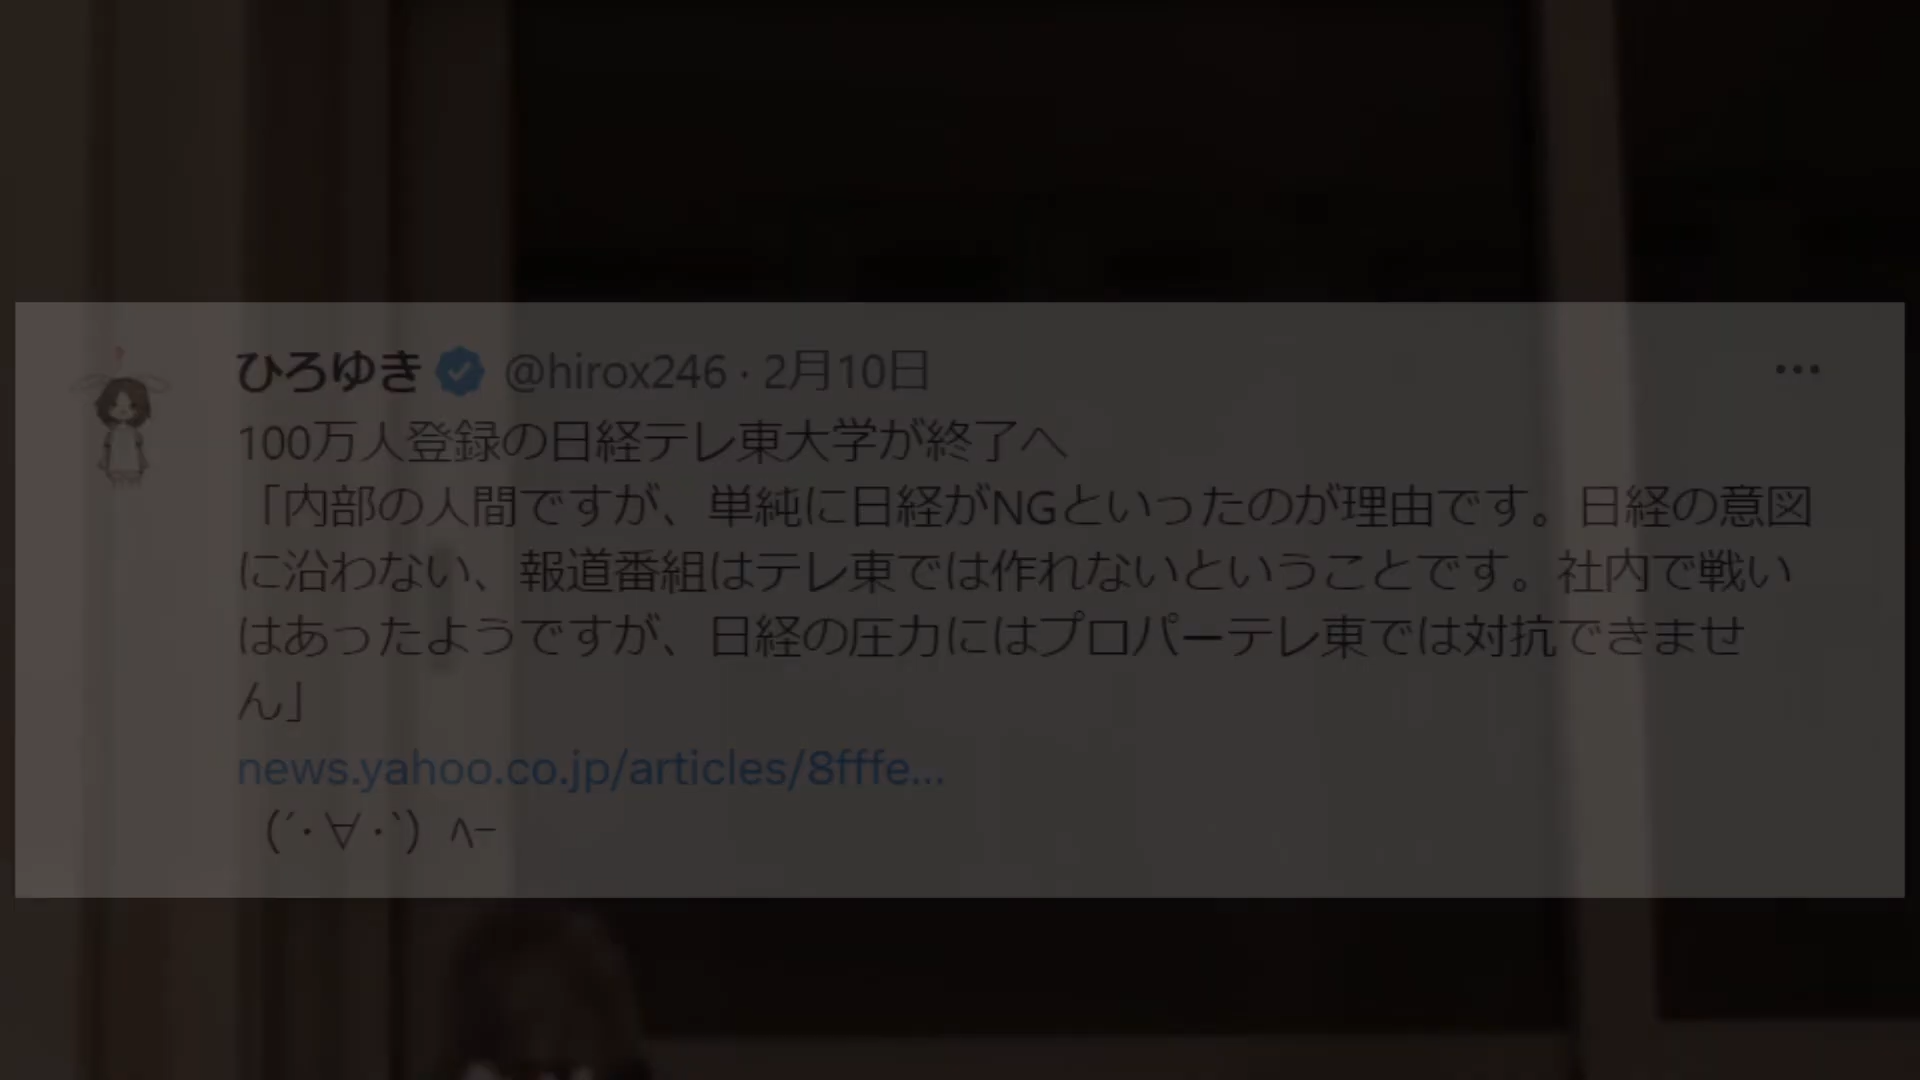 ひろゆき @hirox246 · 2月10日
100万人登録の日経テレ東大学が終了へ
「内部の人間ですが、単純に日経がNGといったのが理由です。日経の意図
に沿わない、報道番組はテレ東では作れないということです。社内で戦い
はあったようですが、日経の圧力にはプロパーテレ東では対抗できませ
ん」
news.yahoo.co.jp/articles/8fffe...
(´・∀・`) ﾍｰ